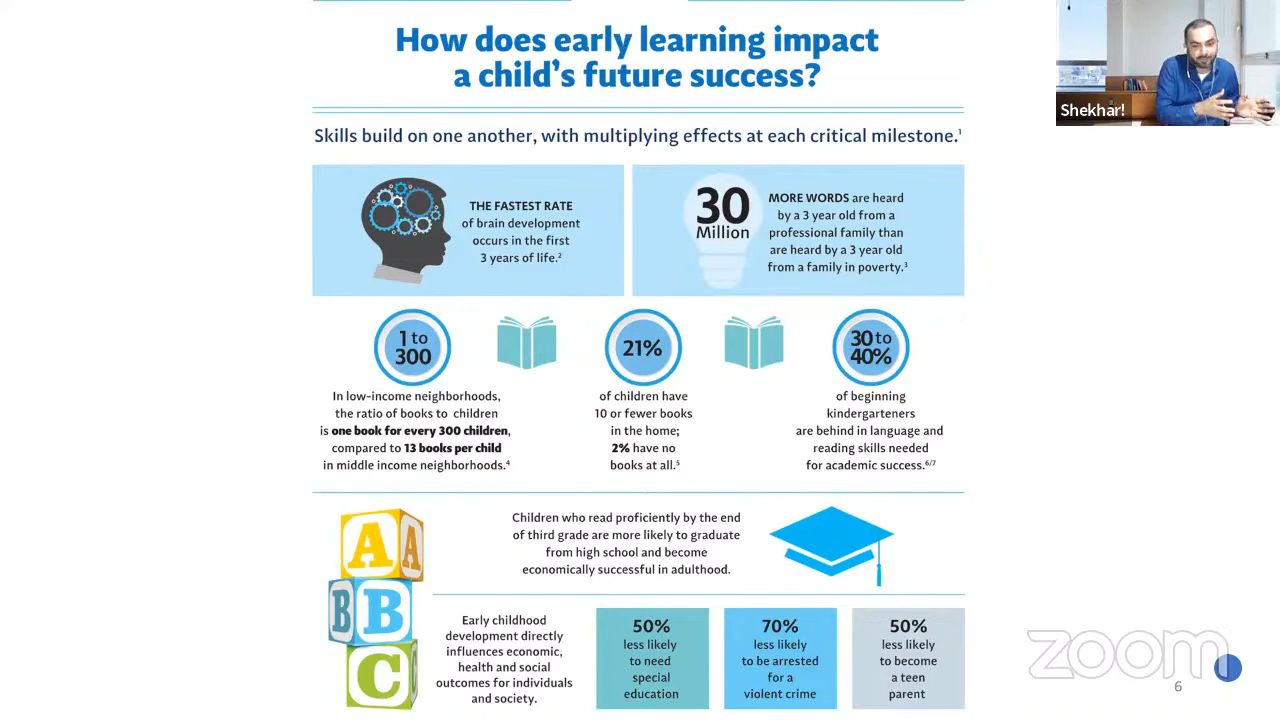 How does early learning impact
a child's future success?
Shekhar!
Skills build on one another, with multiplying effects at each critical milestone.1
THE FASTEST RATE
of brain development
occurs in the first
3 years of life.2
30
Million
MORE WORDS are heard
by a 3 year old from a
professional family than
are heard by a 3 year old
from a family in poverty.3
1 to
300
In low-income neighborhoods,
the ratio of books to children
is one book for every 300 children,
compared to 13 books per child
in middle income neighborhoods.4
21%
of children have
10 or fewer books
in the home;
2% have no
books at all.5
30 to
40%
of beginning
kindergarteners
are behind in language and
reading skills needed
for academic success.6/7
A A
B B
C C
Children who read proficiently by the end
of third grade are more likely to graduate
from high school and become
economically successful in adulthood.
Early childhood
development directly
influences economic,
health and social
outcomes for individuals
and society.
50%
less likely
to need
special
education
70%
less likely
to be arrested
for a
violent crime
50%
less likely
to become
a teen
parent
zoom
6